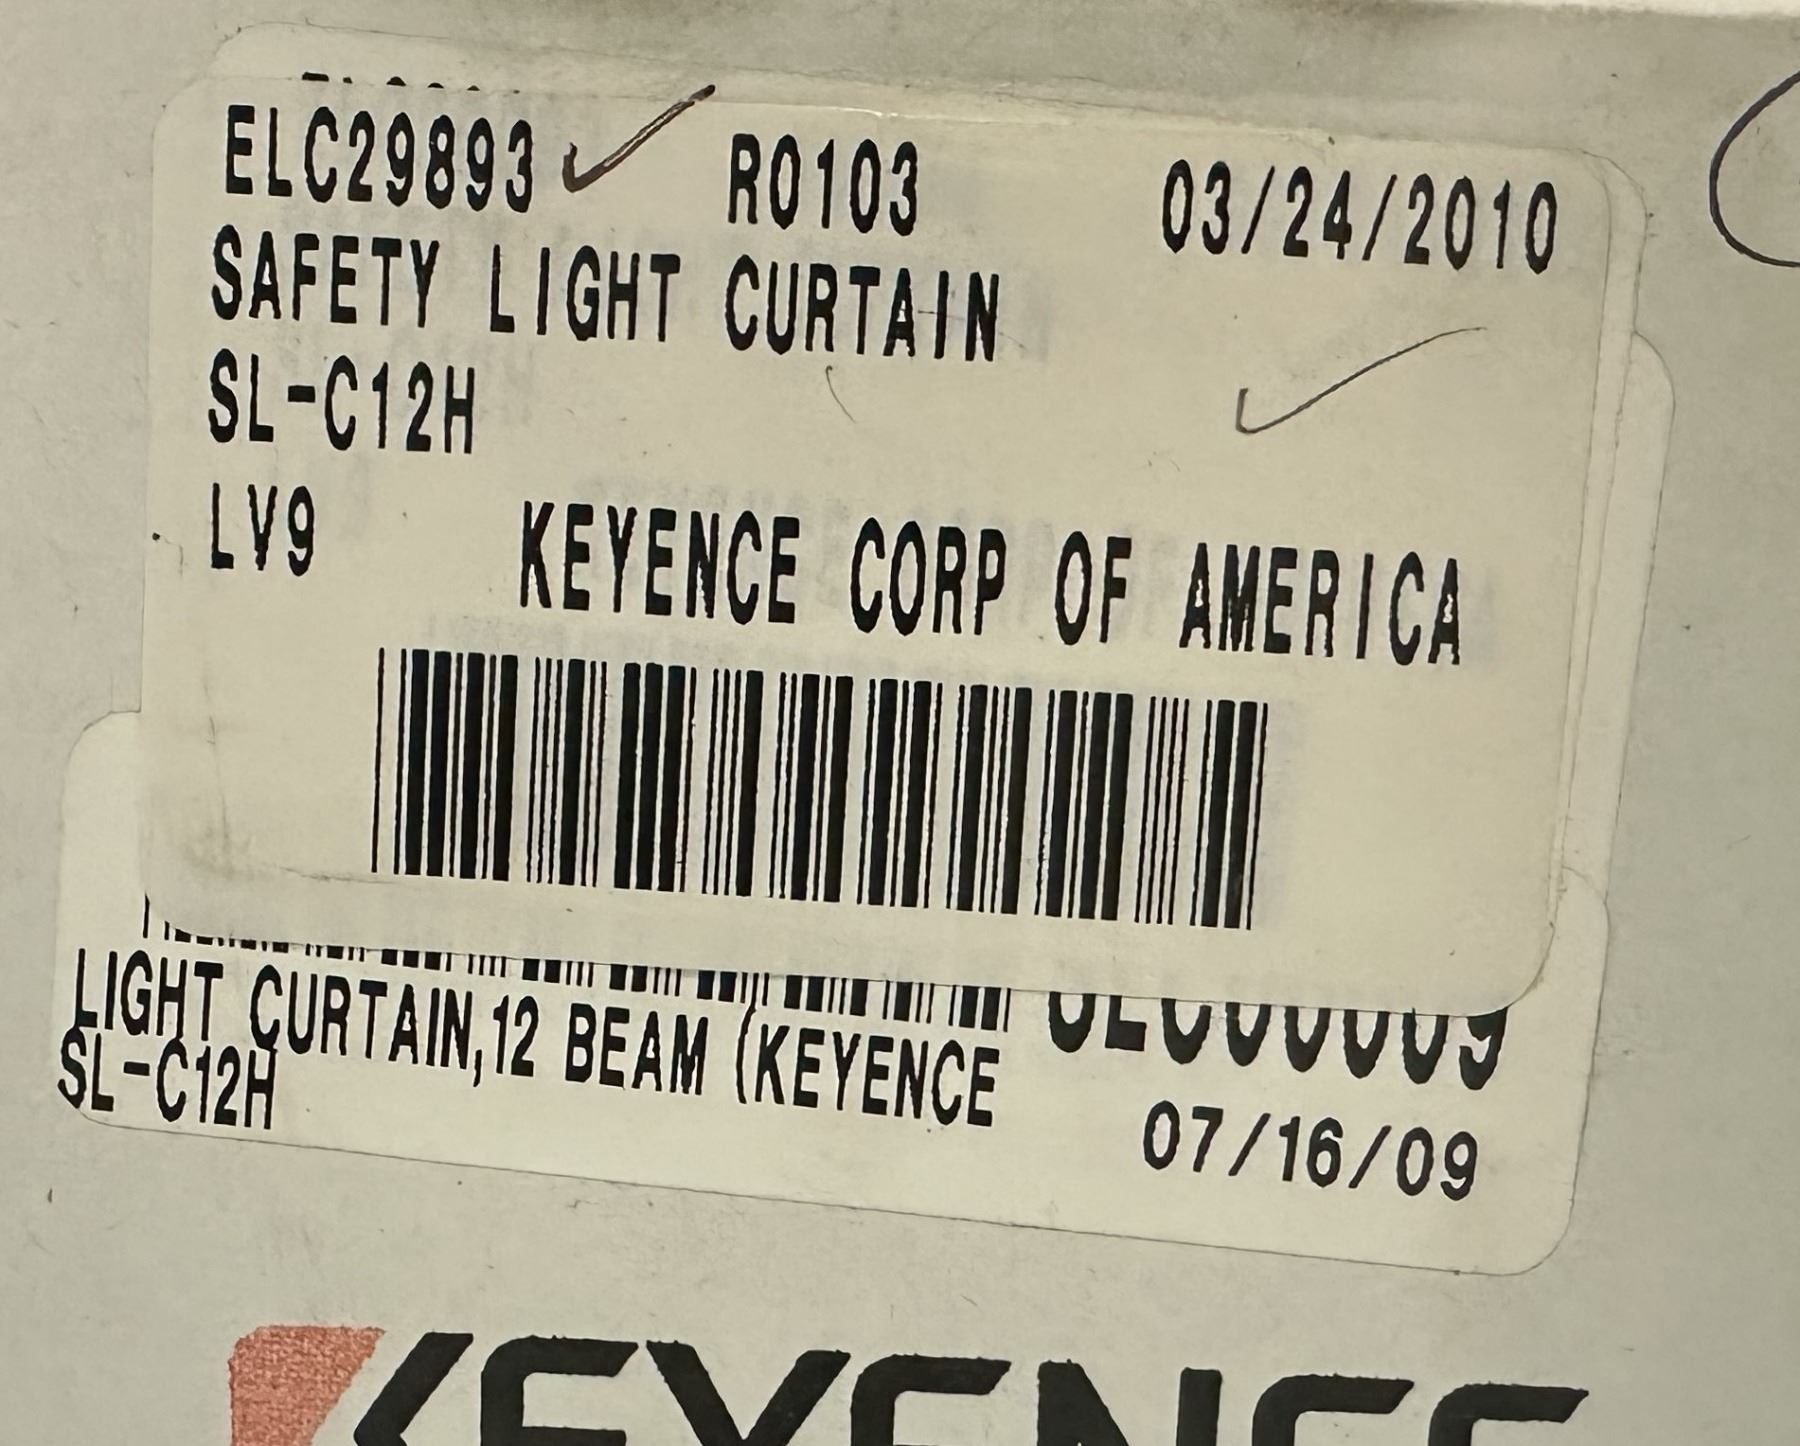 ELC29893 R0103 03/24/2010
SAFETY LIGHT CURTAIN
SL-C12H
LV9 KEYENCE CORP OF AMERICA
LIGHT CURTAIN,12 BEAM (KEYENCE
SL-C12H
07/16/09
KEYENCE